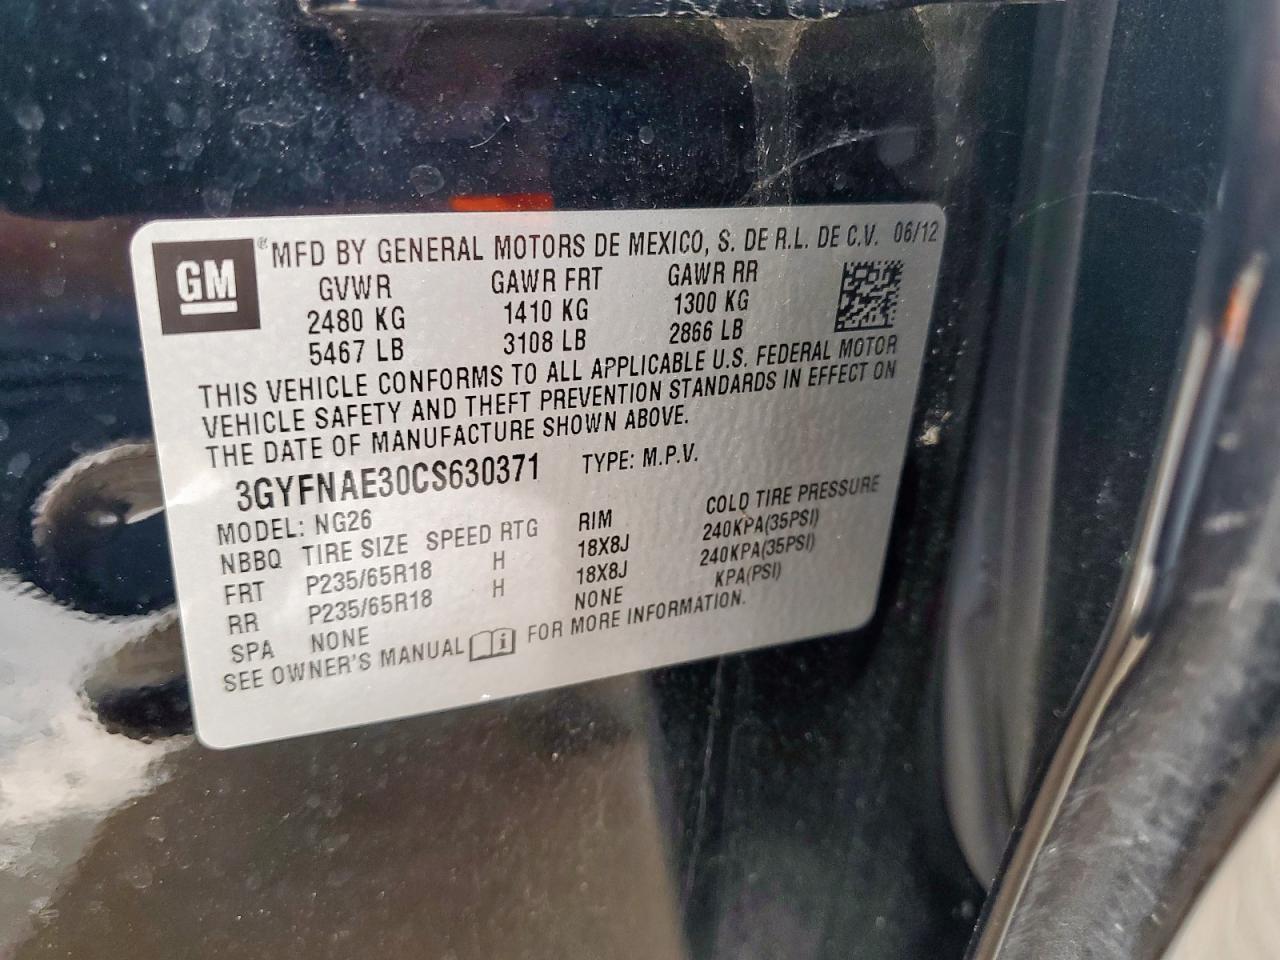 GM ® MFD BY GENERAL MOTORS DE MEXICO, S. DE R.L. DE C.V. 06/12
GVWR GAWR FRT GAWR RR
2480 KG 1410 KG 1300 KG
5467 LB 3108 LB 2866 LB
THIS VEHICLE CONFORMS TO ALL APPLICABLE U.S. FEDERAL MOTOR
VEHICLE SAFETY AND THEFT PREVENTION STANDARDS IN EFFECT ON
THE DATE OF MANUFACTURE SHOWN ABOVE.
3GYFNAE30CS630371 TYPE: M.P.V.
MODEL: NG26
NBBQ TIRE SIZE SPEED RTG RIM COLD TIRE PRESSURE
FRT P235/65R18 H 18X8J 240KPA(35PSI)
RR P235/65R18 H 18X8J 240KPA(35PSI)
SPA NONE NONE KPA(PSI)
SEE OWNER'S MANUAL i FOR MORE INFORMATION.